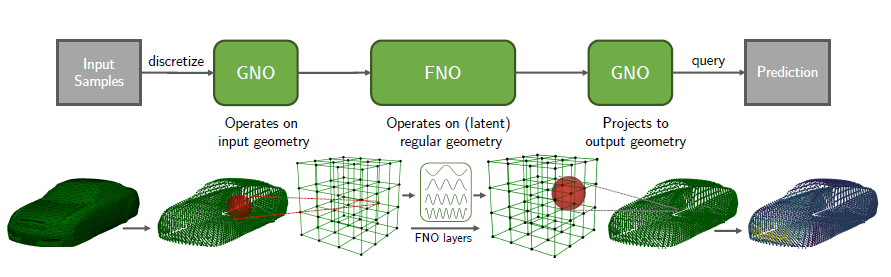 Input
Samples
discretize
GNO
FNO
GNO
query
Prediction
Operates on
input geometry
Operates on (latent)
regular geometry
Projects to
output geometry
FNO layers